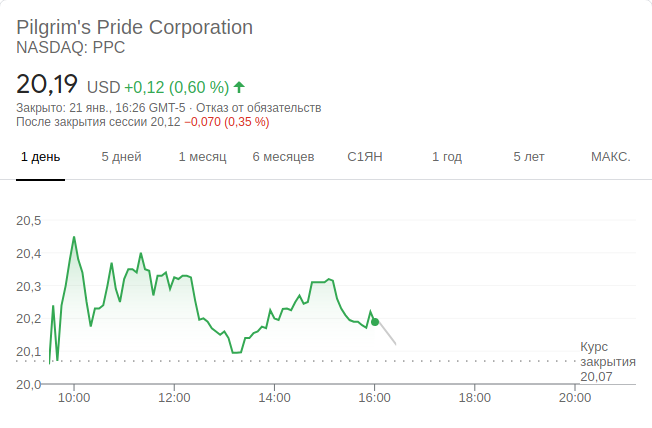 Pilgrim's Pride Corporation
NASDAQ: PPC
20,19 USD +0,12 (0,60 %)
Закрыто: 21 янв., 16:26 GMT-5 · Отказ от обязательств
После закрытия сессии 20,12 −0,070 (0,35 %)
1 день 5 дней 1 месяц 6 месяцев С1ЯН 1 год 5 лет МАКС.
20,5
20,4
20,3
20,2
20,1
20,0
Курс
закрытия
20,07
10:00 12:00 14:00 16:00 18:00 20:00